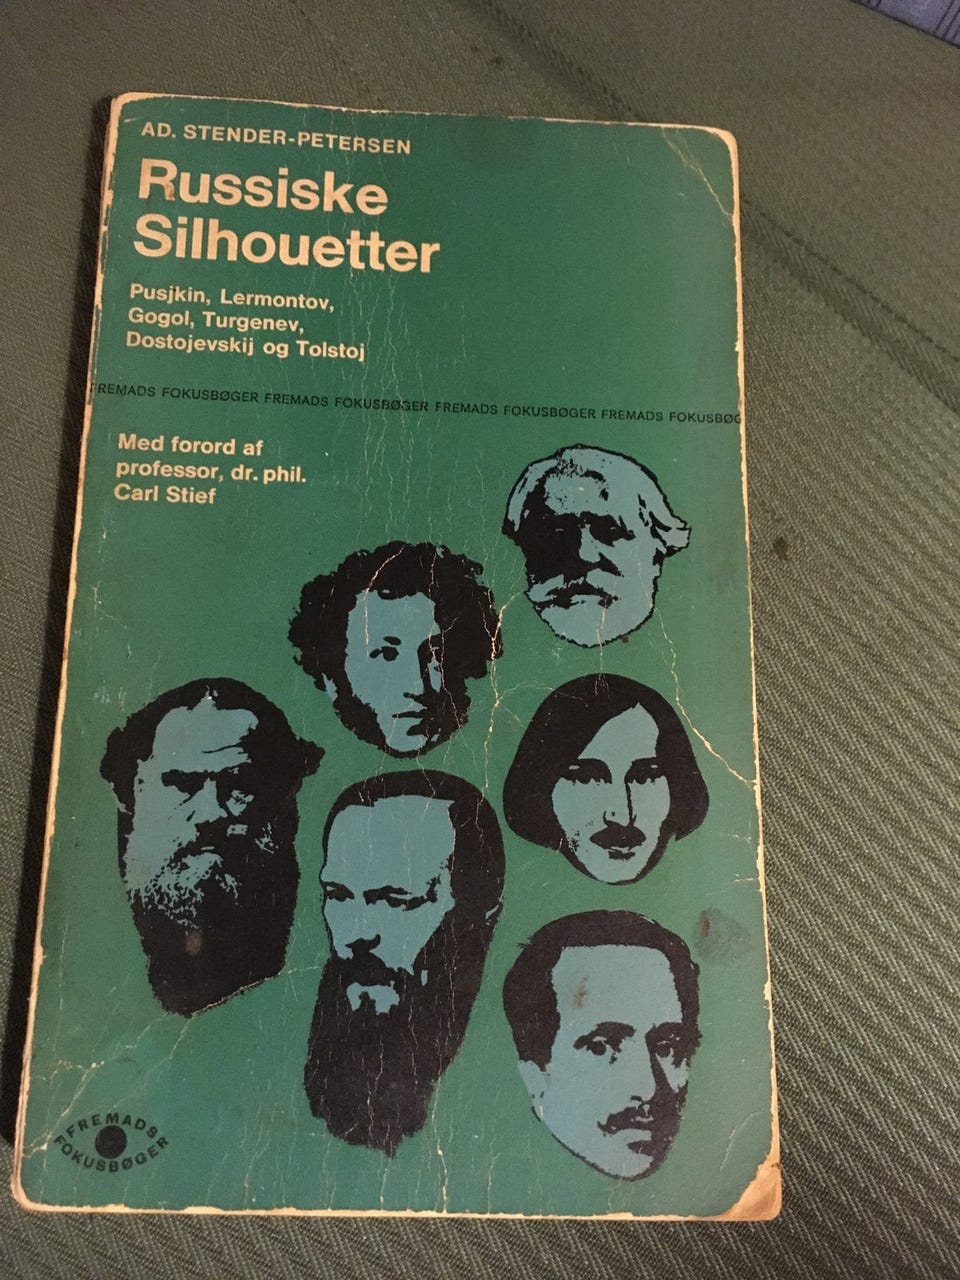 AD. STENDER-PETERSEN
Russiske
Silhouetter
Pusjkin, Lermontov,
Gogol, Turgenev,
Dostojevskij og Tolstoj
FREMADS FOKUSBØGER FREMADS FOKUSBØGER FREMADS FOKUSBØGER FREMADS FOKUSBØG
Med forord af
professor, dr. phil.
Carl Stief
FREMADS
FOKUSBØGER